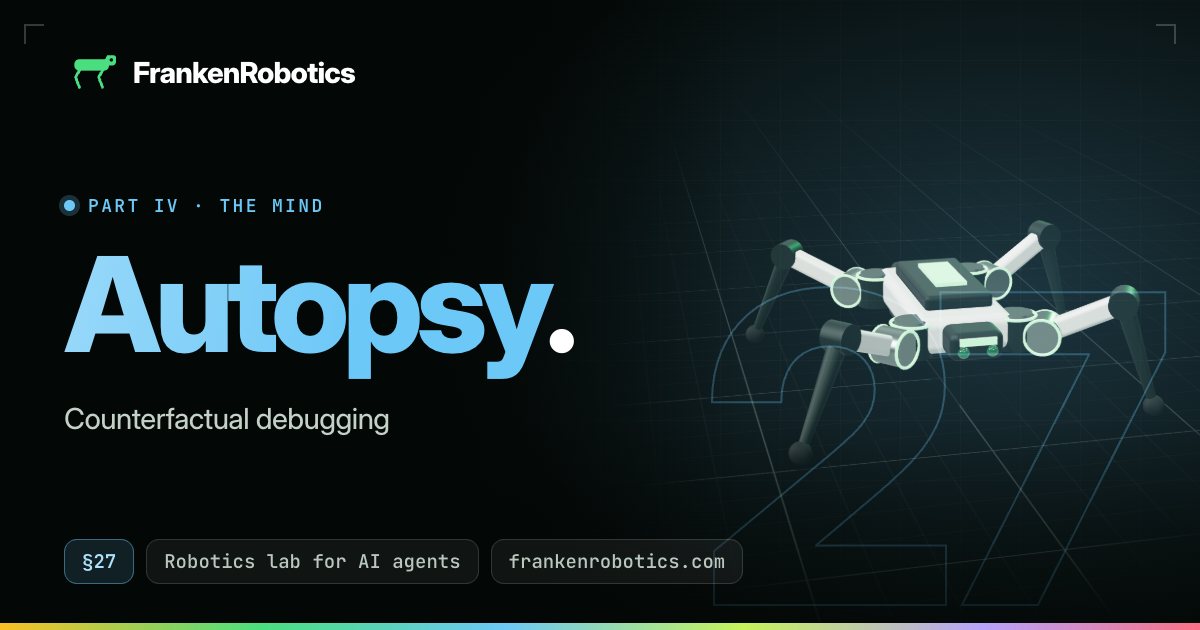 FrankenRobotics
PART IV · THE MIND
Autopsy.
Counterfactual debugging
27
§27
Robotics lab for AI agents
frankenrobotics.com